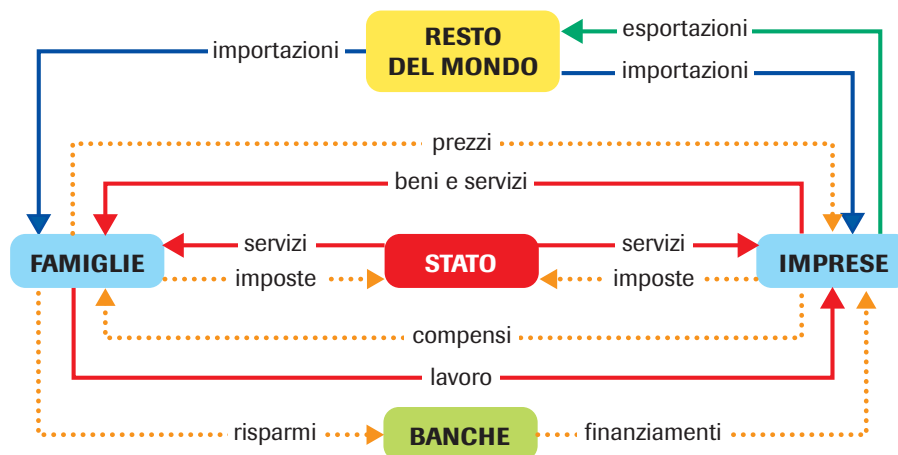 importazioni
RESTO
DEL MONDO
esportazioni
importazioni
prezzi
beni e servizi
servizi
servizi
FAMIGLIE
STATO
IMPRESE
imposte
imposte
compensi
lavoro
risparmi
BANCHE
finanziamenti